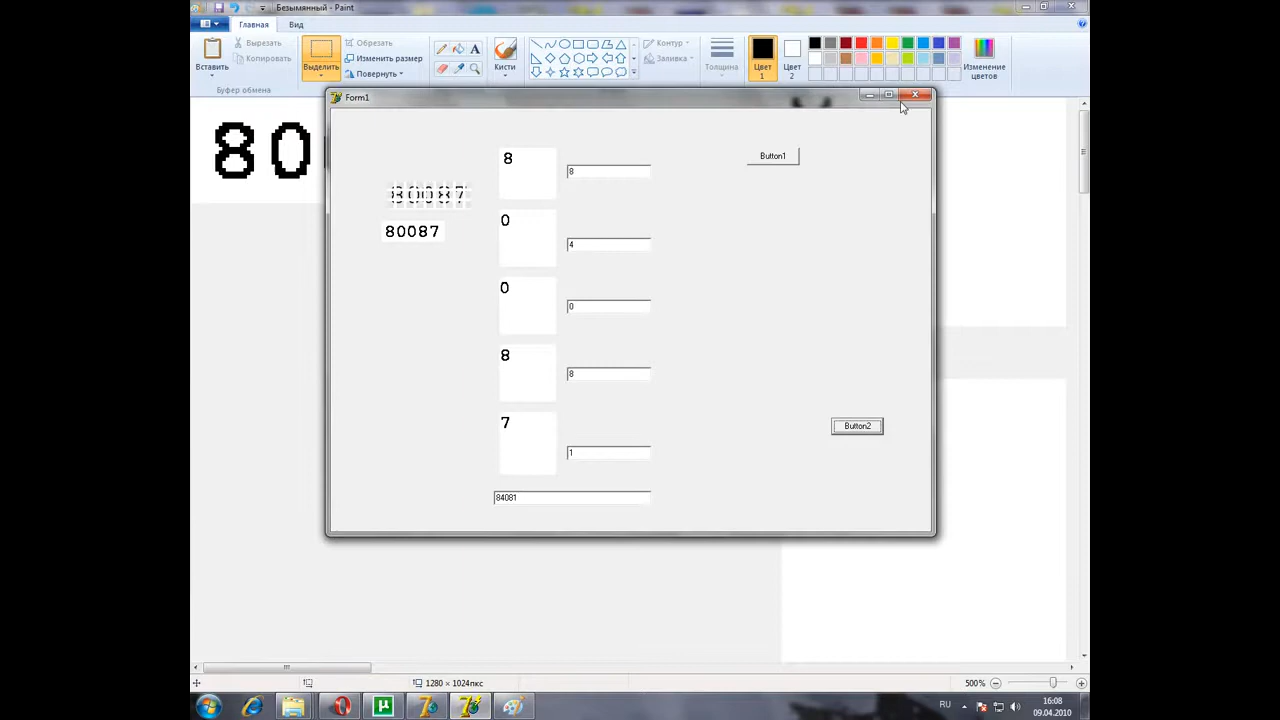 Безымянный - Paint
Главная
Вид
Вставить
Вырезать
Копировать
Буфер обмена
Выделить
Обрезать
Изменить размер
Повернуть
A
Кисти
Контур
Заливка
Толщина
Цвет 1
Цвет 2
Изменение цветов
80
Form1
80087
80087
8
8
0
4
0
0
8
8
7
1
84081
Button1
Button2
1280 × 1024пкс
500%
RU
16:08
09.04.2010